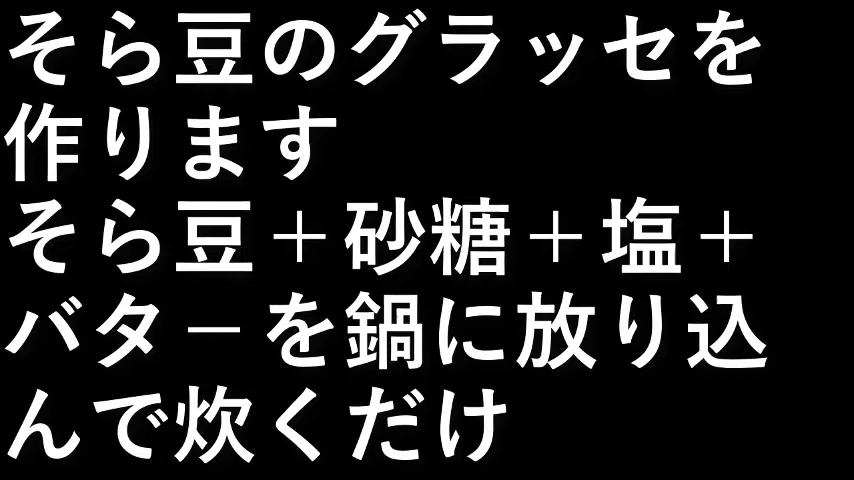 そら豆のグラッセを
作ります
そら豆＋砂糖＋塩＋
バタ－を鍋に放り込
んで炊くだけ